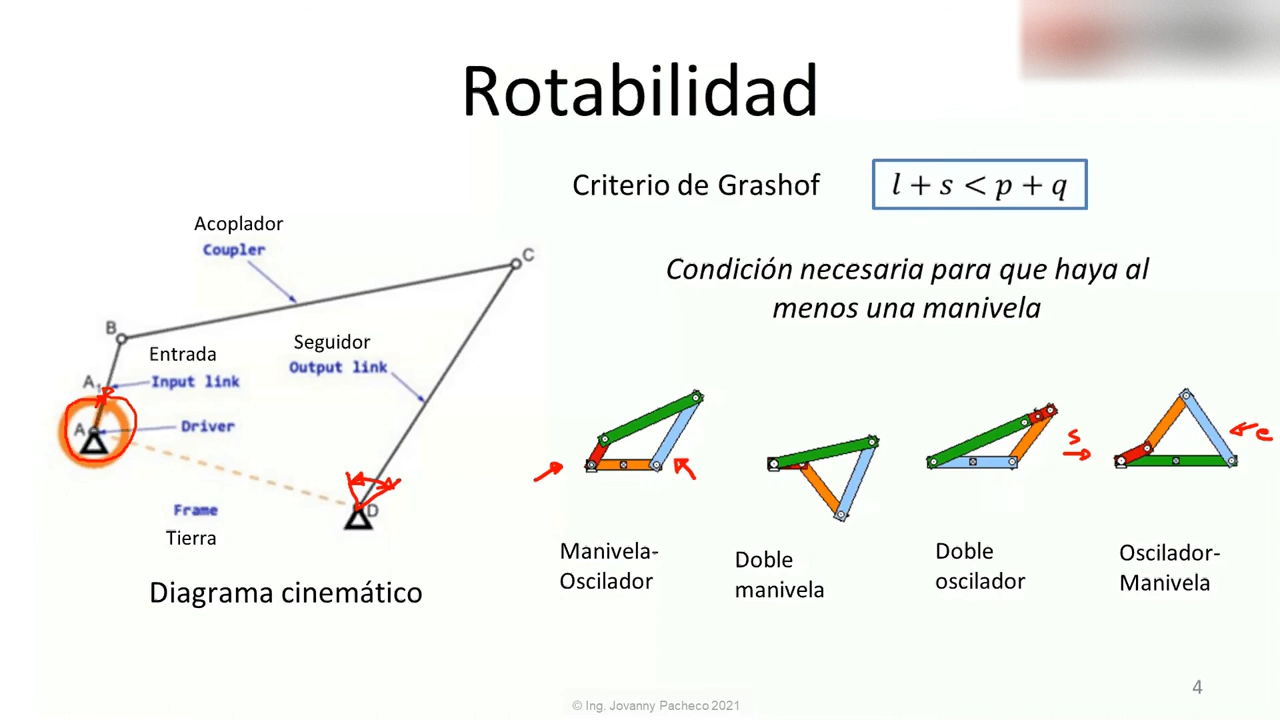 Rotabilidad
Criterio de Grashof
l + s < p + q
Condición necesaria para que haya al
menos una manivela
Acoplador
Coupler
C
B
Entrada
Input link
A₁
Seguidor
Output link
A
Driver
D
Frame
Tierra
Diagrama cinemático
s
e
Manivela-
Oscilador
Doble
manivela
Doble
oscilador
Oscilador-
Manivela
4
© Ing. Jovanny Pacheco 2021